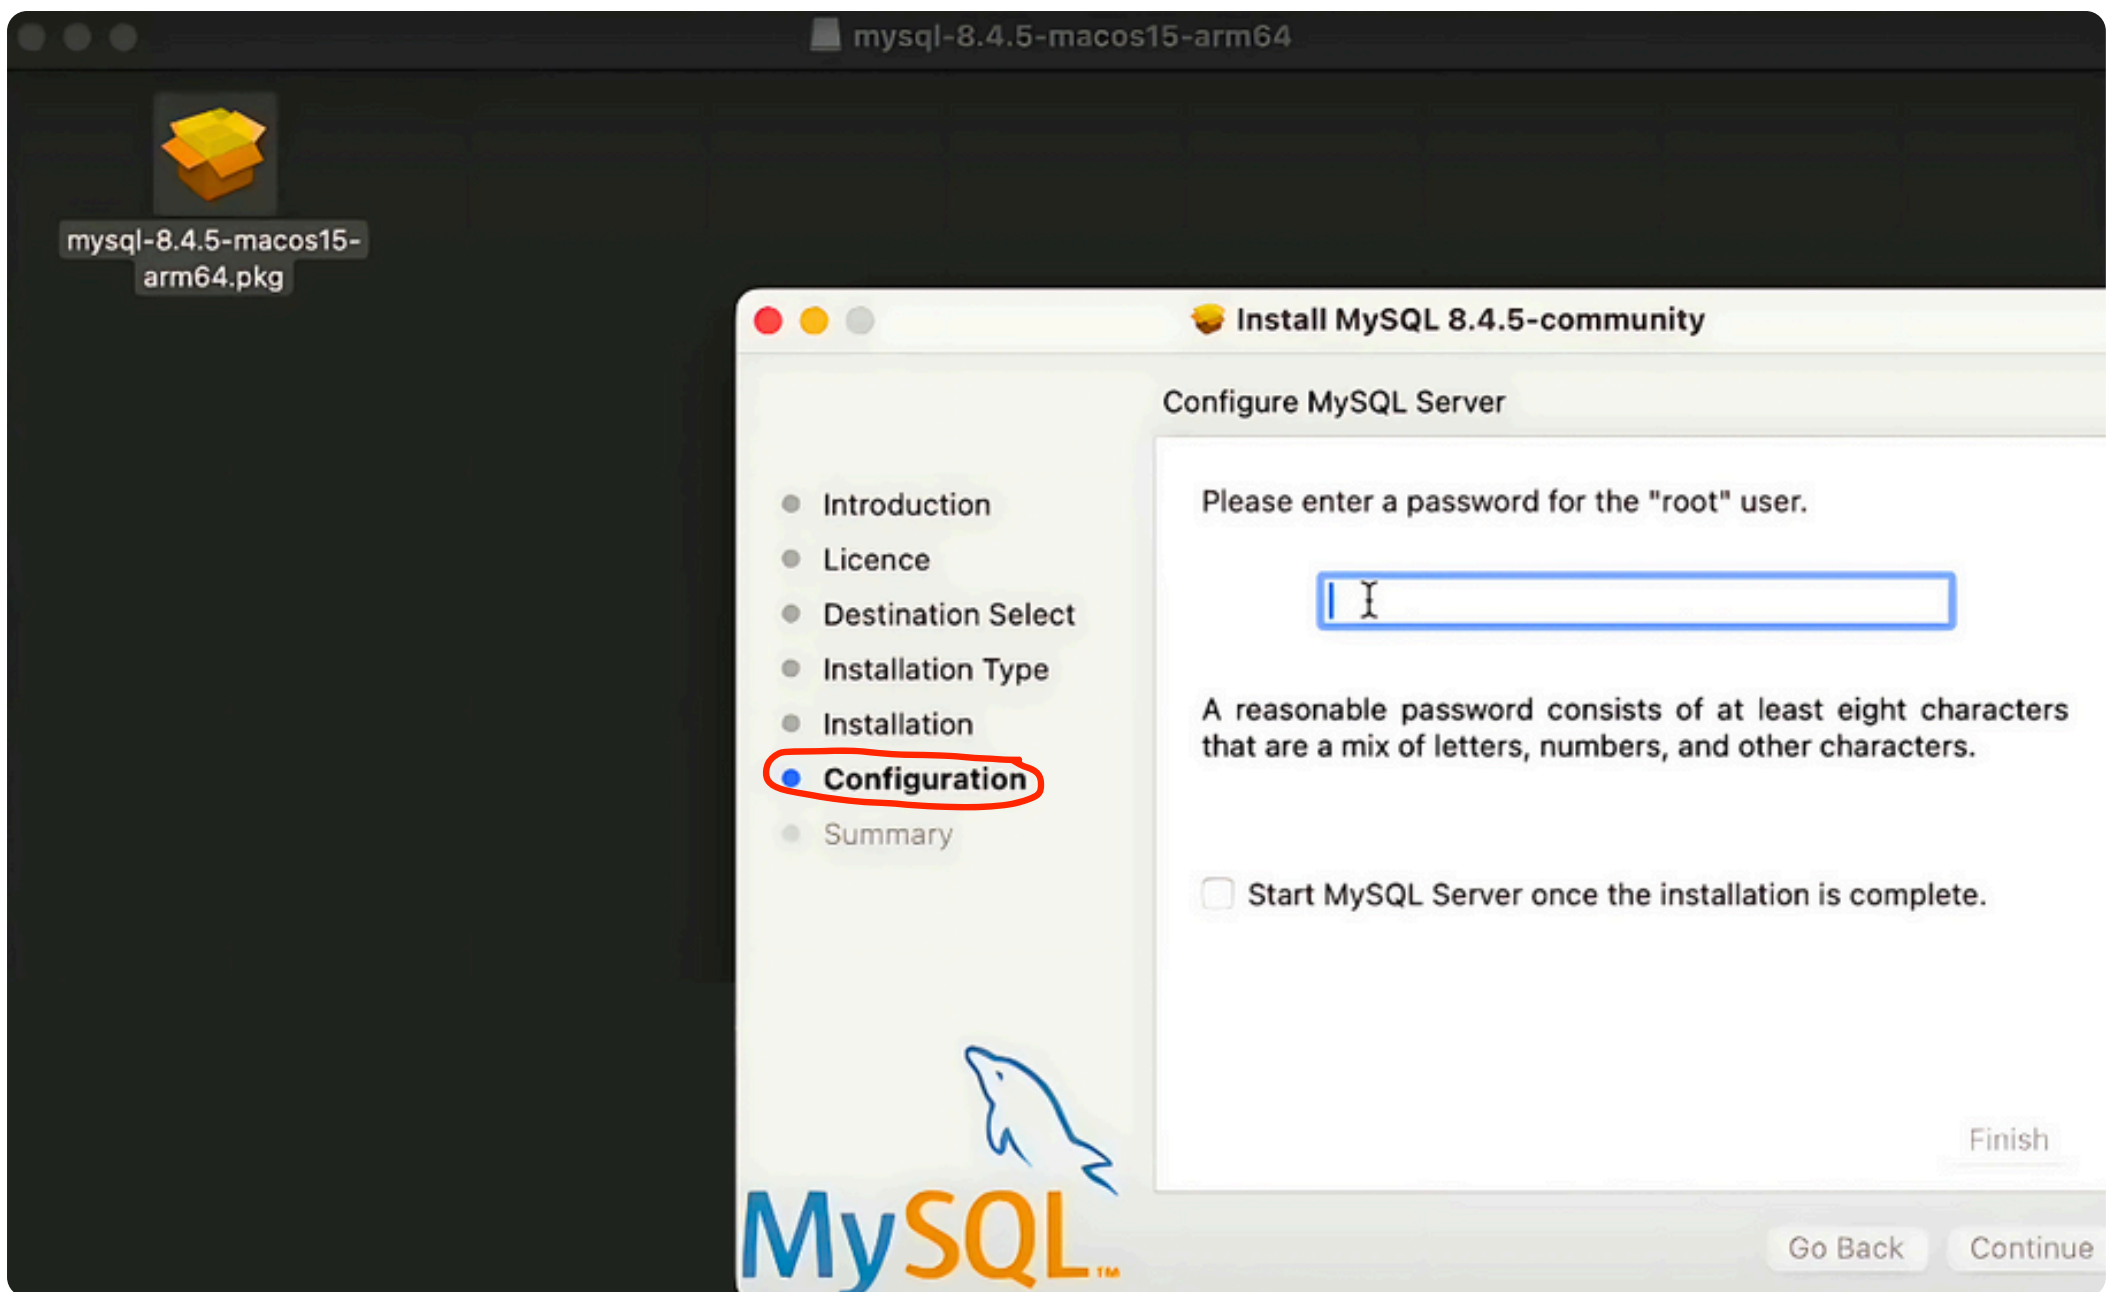 mysql-8.4.5-macos15-arm64
mysql-8.4.5-macos15-
arm64.pkg
Install MySQL 8.4.5-community
Configure MySQL Server
Introduction
Licence
Destination Select
Installation Type
Installation
Configuration
Summary
Please enter a password for the "root" user.
A reasonable password consists of at least eight characters
that are a mix of letters, numbers, and other characters.
Start MySQL Server once the installation is complete.
Finish
MySQL™
Go Back
Continue